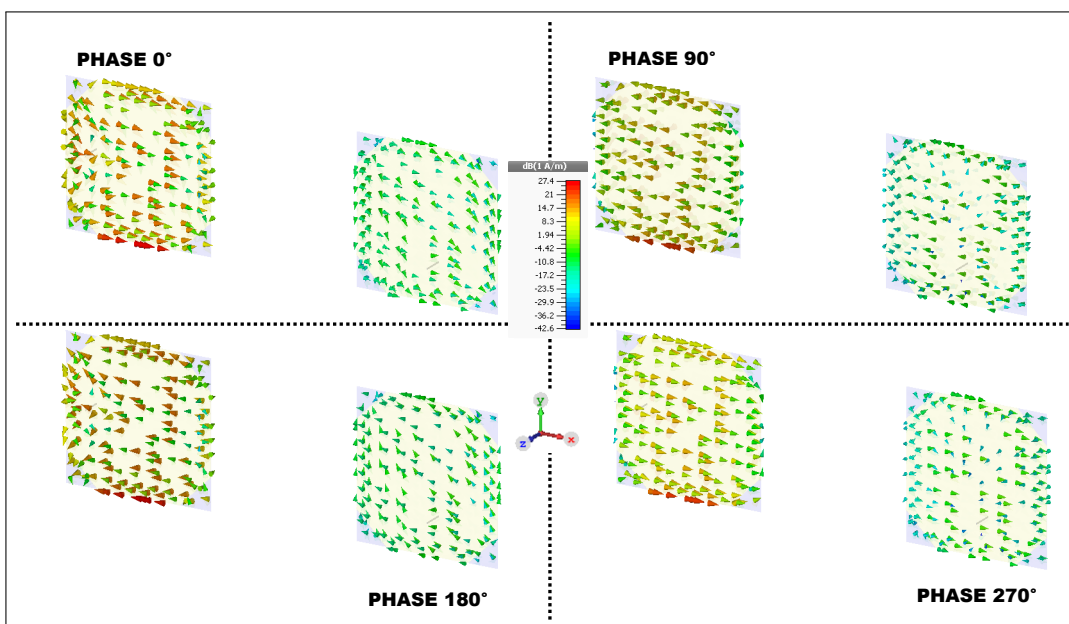 PHASE 0°
PHASE 90°
dB(1 A/m)
27.4
21
14.7
8.3
1.94
-4.42
-10.8
-17.2
-23.5
-29.9
-36.2
-42.6
y
z
x
PHASE 180°
PHASE 270°